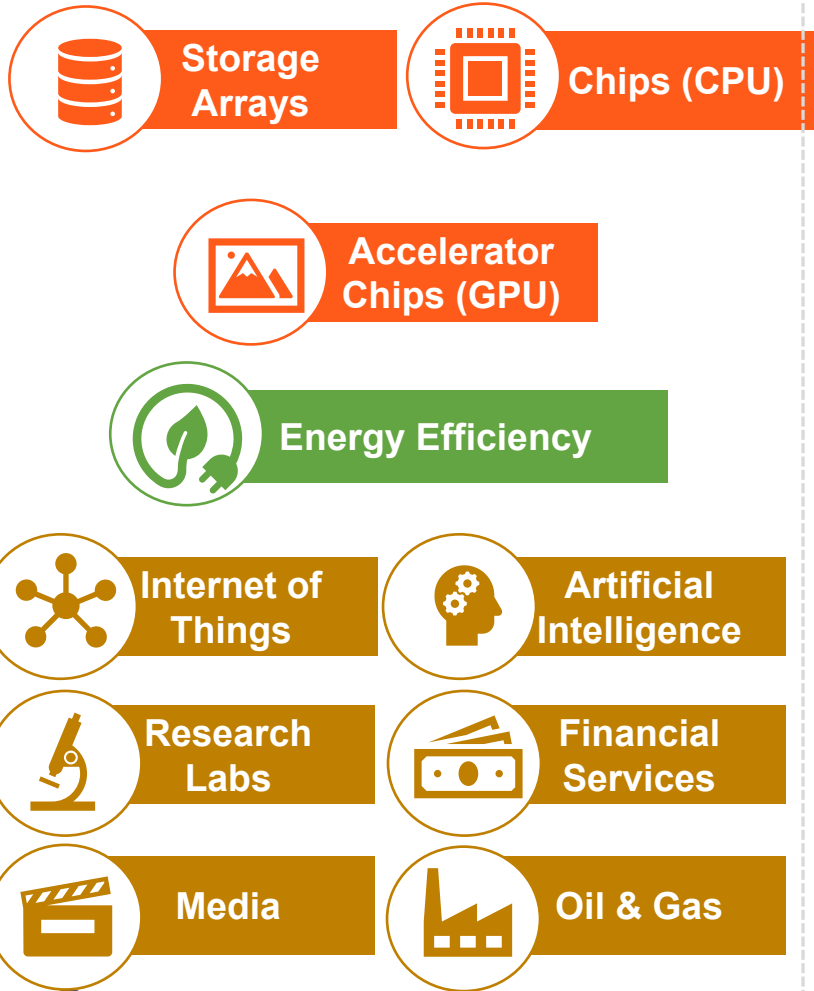 Storage
Arrays
Chips (CPU)
Accelerator
Chips (GPU)
Energy Efficiency
Internet of
Things
Artificial
Intelligence
Research
Labs
Financial
Services
Media
Oil & Gas